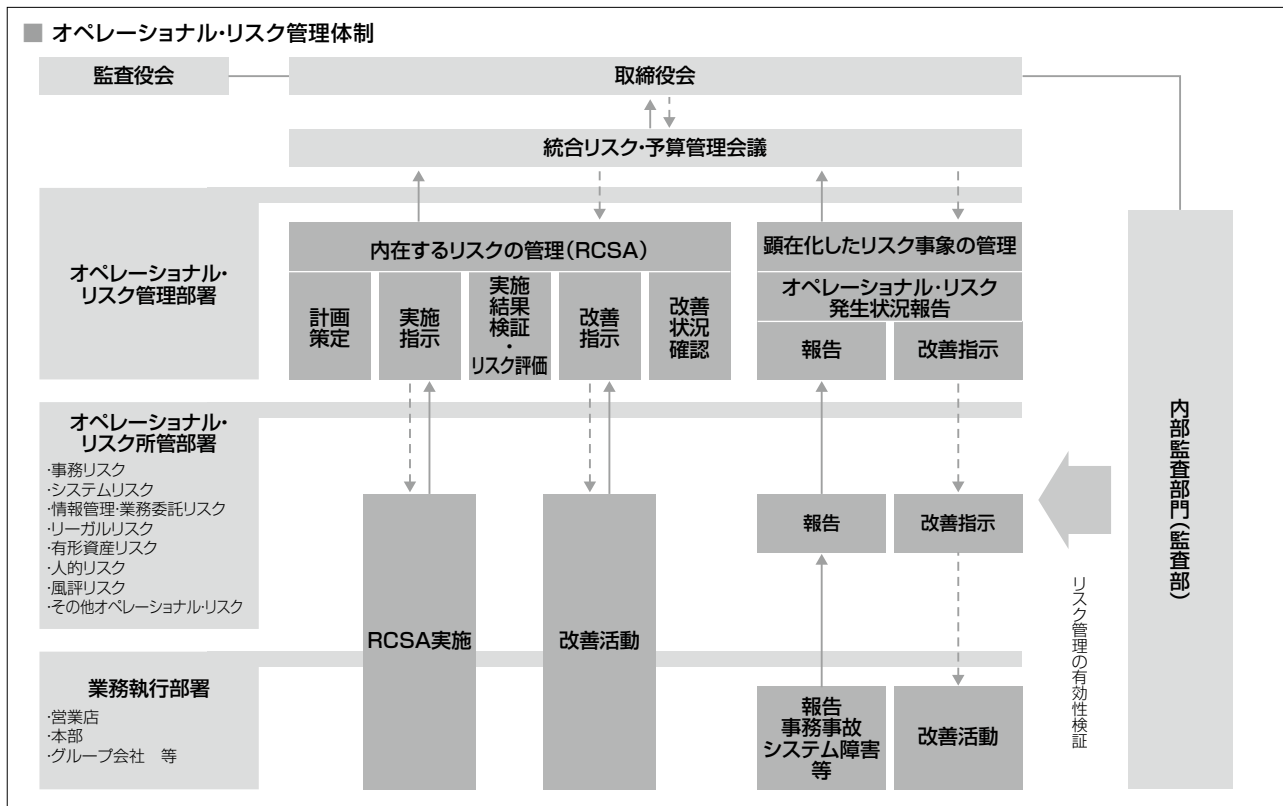 ■ オペレーショナル・リスク管理体制
監査役会
取締役会
統合リスク・予算管理会議
オペレーショナル・
リスク管理部署
内在するリスクの管理（RCSA）
計画
策定
実施
指示
実施
結果
検証
・
リスク評価
改善
指示
改善
状況
確認
顕在化したリスク事象の管理
オペレーショナル・リスク
発生状況報告
報告
改善指示
オペレーショナル・
リスク所管部署
・事務リスク
・システムリスク
・情報管理・業務委託リスク
・リーガルリスク
・有形資産リスク
・人的リスク
・風評リスク
・その他オペレーショナル・リスク
RCSA実施
改善活動
報告
改善指示
業務執行部署
・営業店
・本部
・グループ会社　等
報告
事務事故
システム障害
等
改善活動
リスク管理の有効性検証
内部監査部門（監査部）